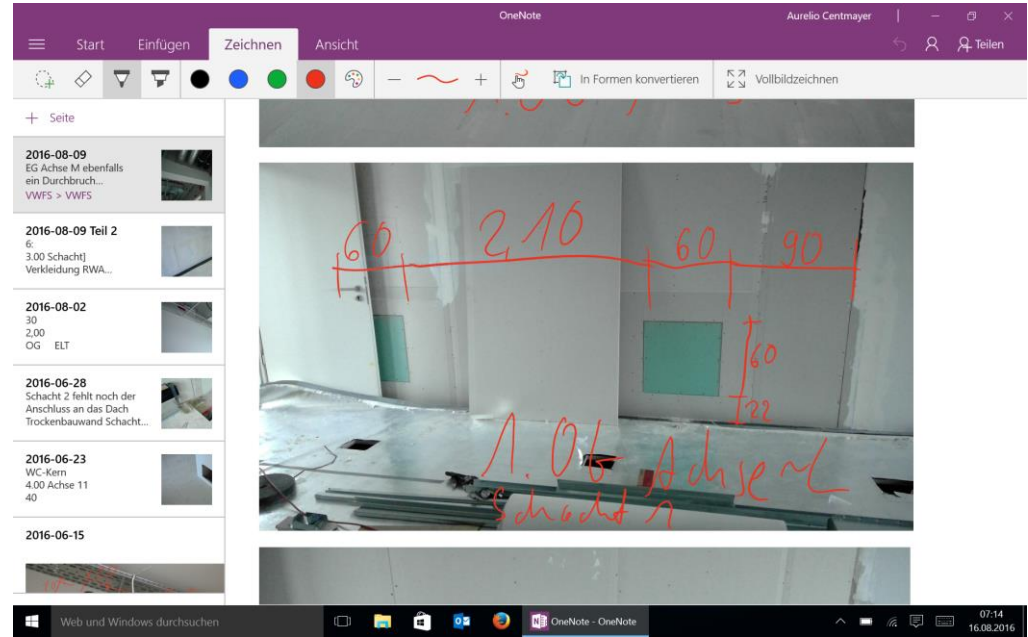 OneNote
Aurelio Centmayer
Start Einfügen Zeichnen Ansicht
Teilen
In Formen konvertieren Vollbildzeichnen
+ Seite
2016-08-09
EG Achse M ebenfalls
ein Durchbruch...
VWFS > VWFS
2016-08-09 Teil 2
6:
3.00 Schacht]
Verkleidung RWA...
2016-08-02
30
2,00
OG ELT
2016-06-28
Schacht 2 fehlt noch der
Anschluss an das Dach
Trockenbauwand Schacht...
2016-06-23
WC-Kern
4.00 Achse 11
40
2016-06-15
60 2,10 60 90
60
22
1.OG Achse L
Schacht 1
Web und Windows durchsuchen
OneNote - OneNote
07:14
16.08.2016